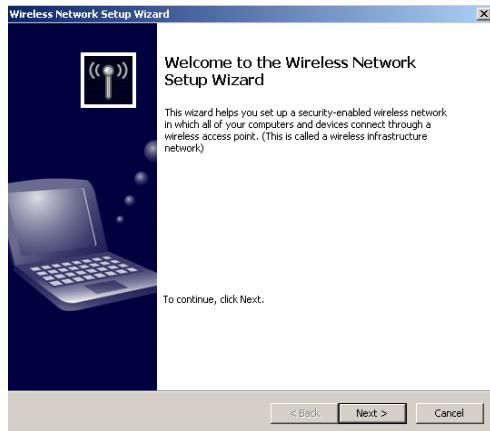 Wireless Network Setup Wizard
Welcome to the Wireless Network
Setup Wizard
This wizard helps you set up a security-enabled wireless network
in which all of your computers and devices connect through a
wireless access point. (This is called a wireless infrastructure
network)
To continue, click Next.
< Back Next > Cancel